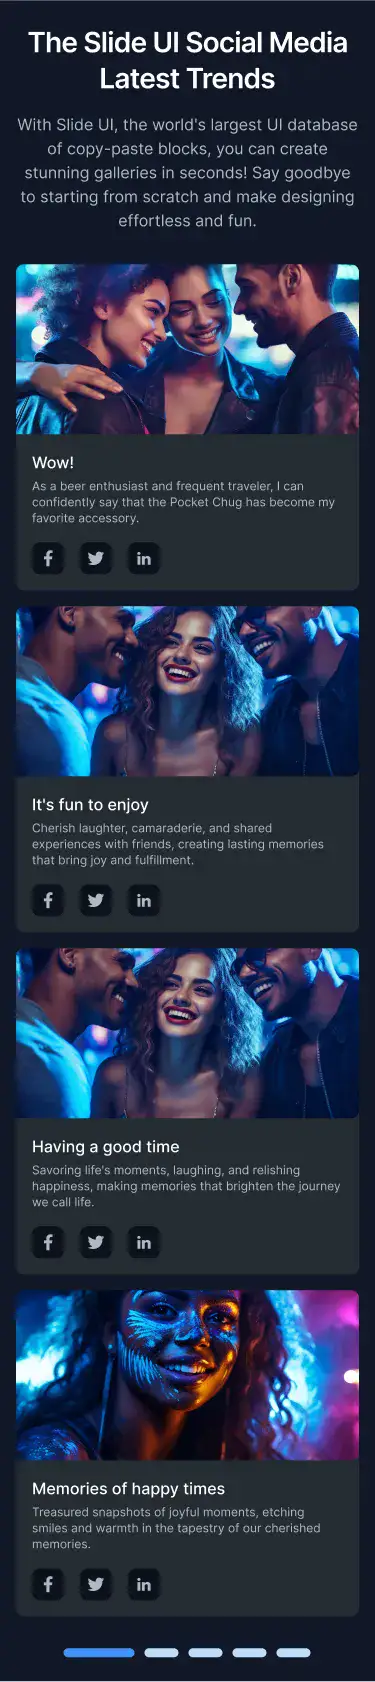 The Slide UI Social Media
Latest Trends
With Slide UI, the world's largest UI database
of copy-paste blocks, you can create
stunning galleries in seconds! Say goodbye
to starting from scratch and make designing
effortless and fun.
Wow!
As a beer enthusiast and frequent traveler, I can
confidently say that the Pocket Chug has become my
favorite accessory.
It's fun to enjoy
Cherish laughter, camaraderie, and shared
experiences with friends, creating lasting memories
that bring joy and fulfillment.
Having a good time
Savoring life's moments, laughing, and relishing
happiness, making memories that brighten the journey
we call life.
Memories of happy times
Treasured snapshots of joyful moments, etching
smiles and warmth in the tapestry of our cherished
memories.